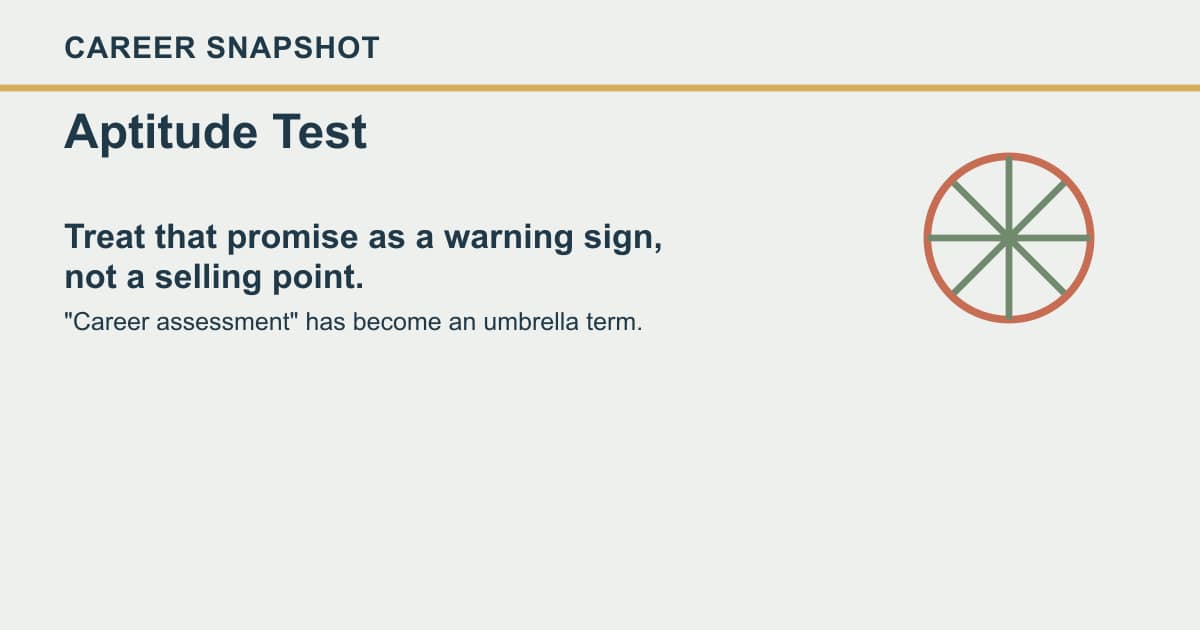 CAREER SNAPSHOT
Aptitude Test
Treat that promise as a warning sign,
not a selling point.
"Career assessment" has become an umbrella term.